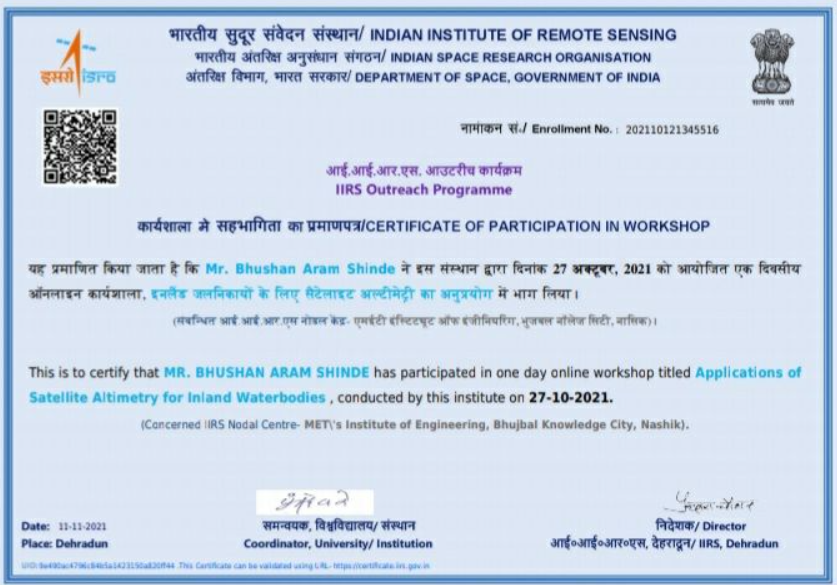 भारतीय सुदूर संवेदन संस्थान/ INDIAN INSTITUTE OF REMOTE SENSING
भारतीय अंतरिक्ष अनुसंधान संगठन/ INDIAN SPACE RESEARCH ORGANISATION
अंतरिक्ष विभाग, भारत सरकार/ DEPARTMENT OF SPACE, GOVERNMENT OF INDIA
इसरो isro
सत्यमेव जयते
नामांकन सं./ Enrollment No. : 202110121345516
आई.आई.आर.एस. आउटरीच कार्यक्रम
IIRS Outreach Programme
कार्यशाला मे सहभागिता का प्रमाणपत्र/CERTIFICATE OF PARTICIPATION IN WORKSHOP
यह प्रमाणित किया जाता है कि Mr. Bhushan Aram Shinde ने इस संस्थान द्वारा दिनांक 27 अक्टूबर, 2021 को आयोजित एक दिवसीय
ऑनलाइन कार्यशाला, इनलैंड जलनिकायों के लिए सैटेलाइट अल्टीमेट्री का अनुप्रयोग में भाग लिया।
(संबन्धित आई.आई.आर.एस नोडल केंद्र- एमईटी इंस्टिट्यूट ऑफ इंजीनियरिंग, भुजबल नॉलेज सिटी, नासिक)।
This is to certify that MR. BHUSHAN ARAM SHINDE has participated in one day online workshop titled Applications of
Satellite Altimetry for Inland Waterbodies , conducted by this institute on 27-10-2021.
(Concerned IIRS Nodal Centre- MET\'s Institute of Engineering, Bhujbal Knowledge City, Nashik).
Date: 11-11-2021
Place: Dehradun
समन्वयक, विश्वविद्यालय/ संस्थान
Coordinator, University/ Institution
निदेशक/ Director
आई०आई०आर०एस, देहरादून/ IIRS, Dehradun
This Certificate can be validated using URL- https://certificate.iirs.gov.in